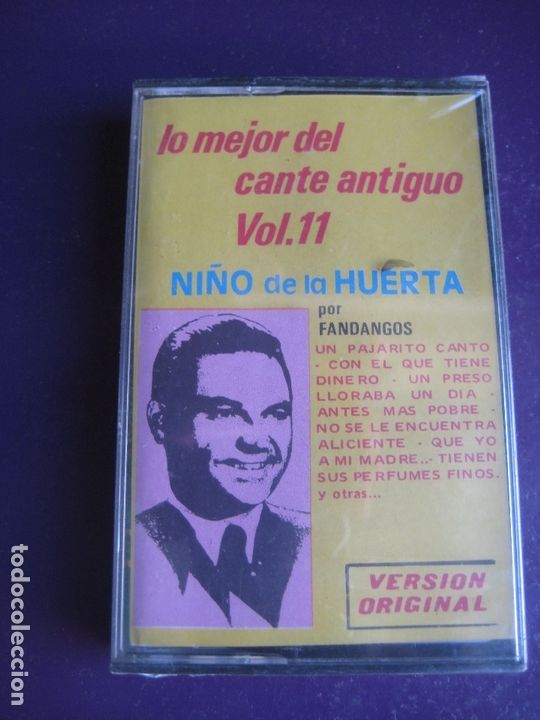 lo mejor del
cante antiguo
Vol.11
NIÑO de la HUERTA
por
FANDANGOS
UN PAJARITO CANTO
- CON EL QUE TIENE
DINERO - UN PRESO
LLORABA UN DIA -
ANTES MAS POBRE -
NO SE LE ENCUENTRA
ALICIENTE - QUE YO
A MI MADRE..- TIENEN
SUS PERFUMES FINOS.
y otras...
VERSION
ORIGINAL
todocoleccion.net